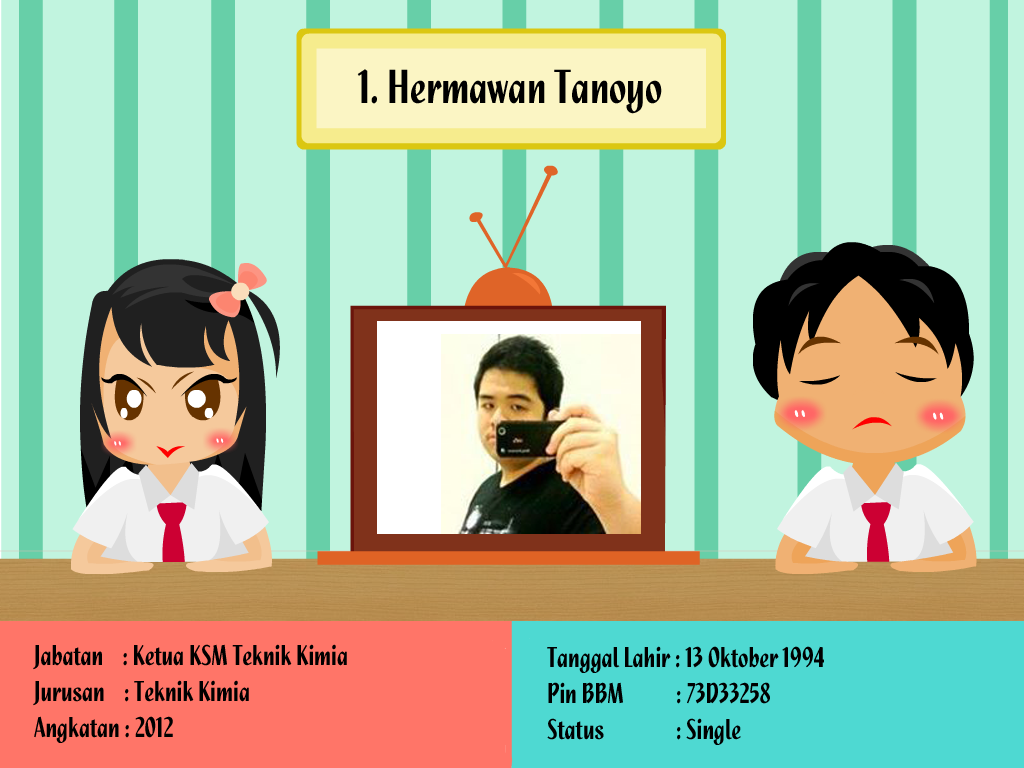 1. Hermawan Tanoyo
Jabatan : Ketua KSM Teknik Kimia
Jurusan : Teknik Kimia
Angkatan : 2012
Tanggal Lahir : 13 Oktober 1994
Pin BBM : 73D33258
Status : Single